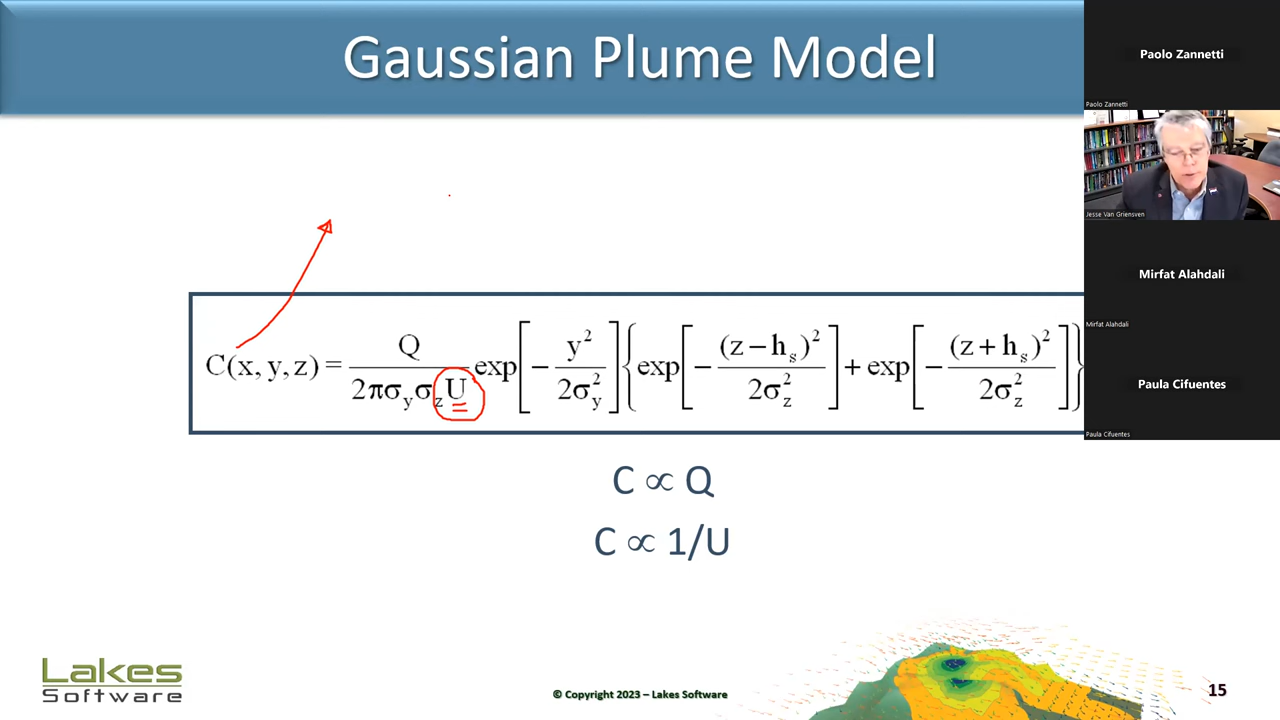 Gaussian Plume Model
C(x, y, z) = Q / 2πσyσzU exp[ − y² / 2σy² ] { exp[ − (z − hs)² / 2σz² ] + exp[ − (z + hs)² / 2σz² ] }
C ∝ Q
C ∝ 1/U
Lakes
Software
© Copyright 2023 – Lakes Software
15
Paolo Zannetti
Paolo Zannetti
Jesse Van Griensven
Mirfat Alahdali
Mirfat Alahdali
Paula Cifuentes
Paula Cifuentes